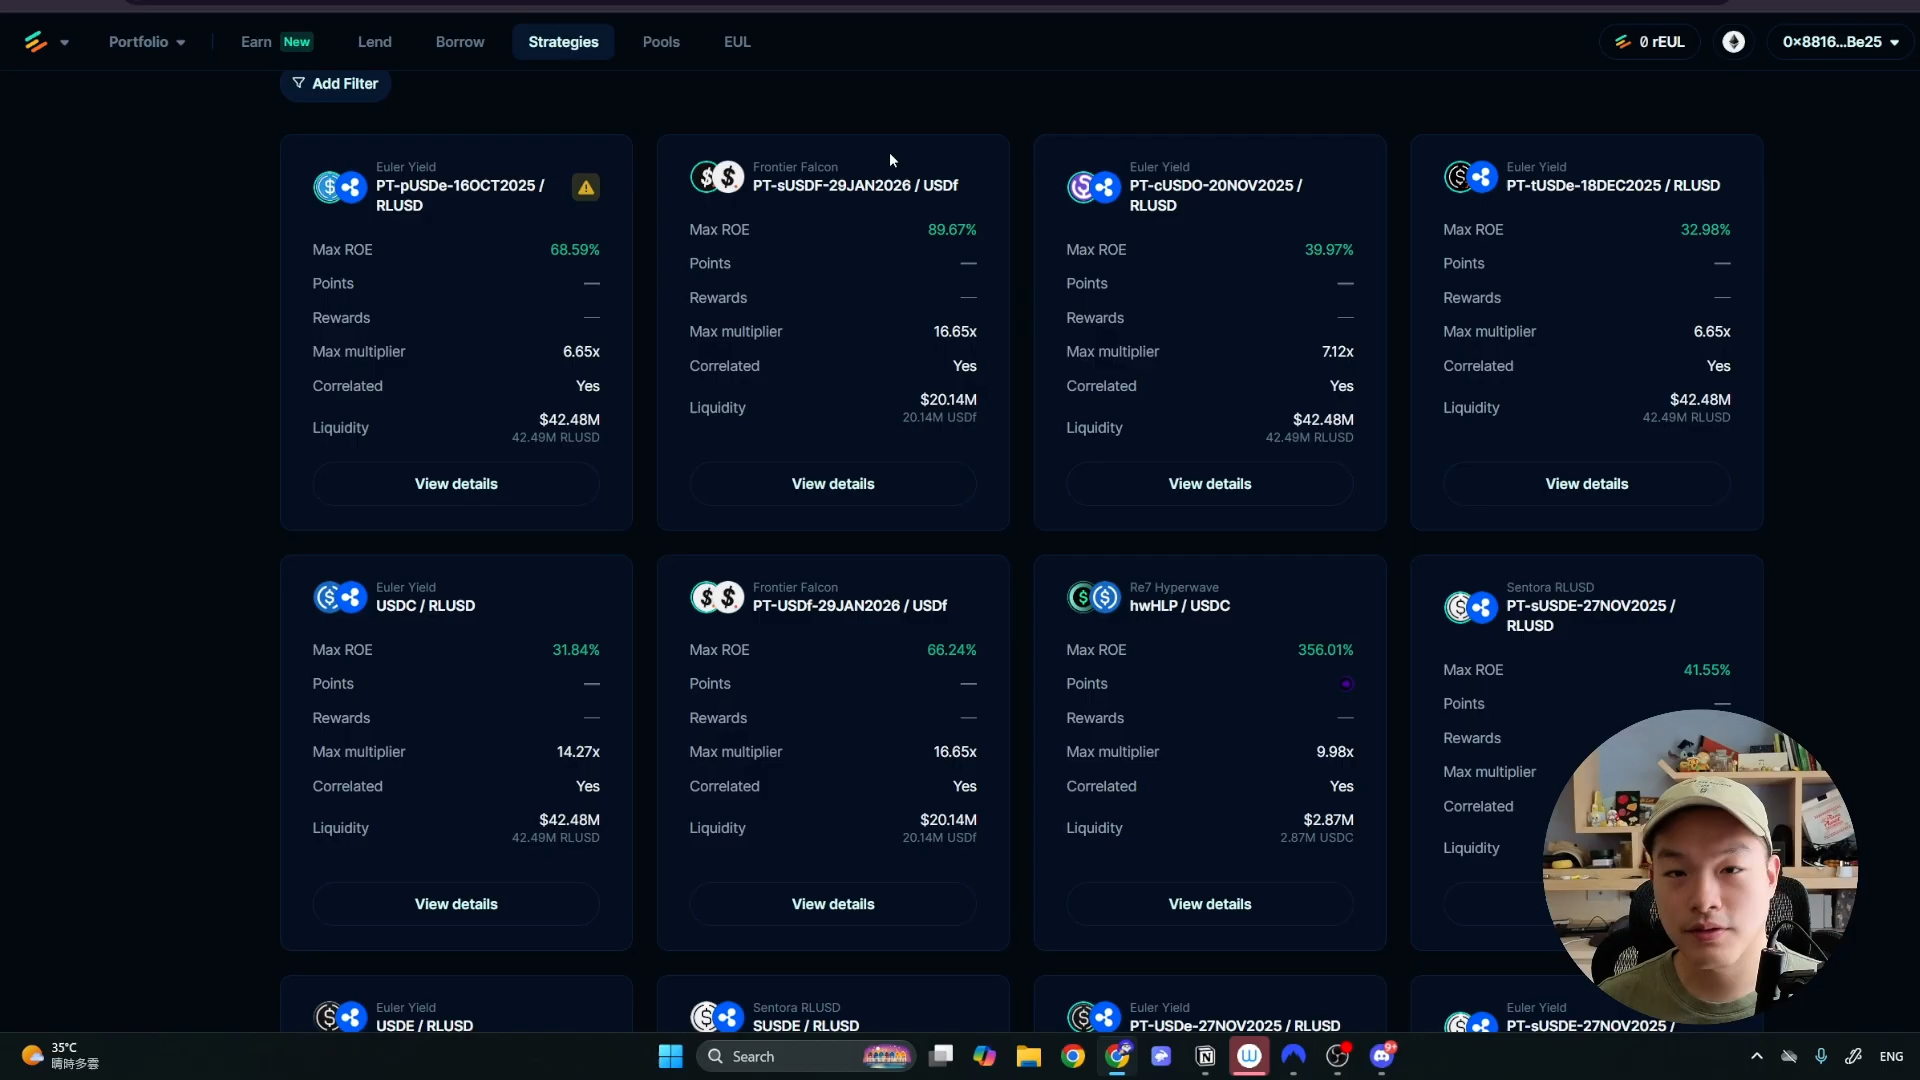 Portfolio
Earn New
Lend
Borrow
Strategies
Pools
EUL
0 rEUL
0x8816...Be25
Add Filter
Euler Yield
PT-pUSDe-16OCT2025 /
RLUSD
Max ROE 68.59%
Points —
Rewards —
Max multiplier 6.65x
Correlated Yes
Liquidity $42.48M
42.49M RLUSD
View details
Frontier Falcon
PT-sUSDF-29JAN2026 / USDf
Max ROE 89.67%
Points —
Rewards —
Max multiplier 16.65x
Correlated Yes
Liquidity $20.14M
20.14M USDf
View details
Euler Yield
PT-cUSDO-20NOV2025 /
RLUSD
Max ROE 39.97%
Points —
Rewards —
Max multiplier 7.12x
Correlated Yes
Liquidity $42.48M
42.49M RLUSD
View details
Euler Yield
PT-tUSDe-18DEC2025 / RLUSD
Max ROE 32.98%
Points —
Rewards —
Max multiplier 6.65x
Correlated Yes
Liquidity $42.48M
42.49M RLUSD
View details
Euler Yield
USDC / RLUSD
Max ROE 31.84%
Points —
Rewards —
Max multiplier 14.27x
Correlated Yes
Liquidity $42.48M
42.49M RLUSD
View details
Frontier Falcon
PT-USDf-29JAN2026 / USDf
Max ROE 66.24%
Points —
Rewards —
Max multiplier 16.65x
Correlated Yes
Liquidity $20.14M
20.14M USDf
View details
Re7 Hyperwave
hwHLP / USDC
Max ROE 356.01%
Points
Rewards —
Max multiplier 9.98x
Correlated Yes
Liquidity $2.87M
2.87M USDC
View details
Sentora RLUSD
PT-sUSDE-27NOV2025 /
RLUSD
Max ROE 41.55%
Points —
Rewards
Max multiplier
Correlated
Liquidity
Euler Yield
USDE / RLUSD
Sentora RLUSD
SUSDE / RLUSD
Euler Yield
PT-USDe-27NOV2025 / RLUSD
Euler Yield
PT-sUSDE-27NOV2025 /
35°C
晴時多雲
Search
9+
ENG